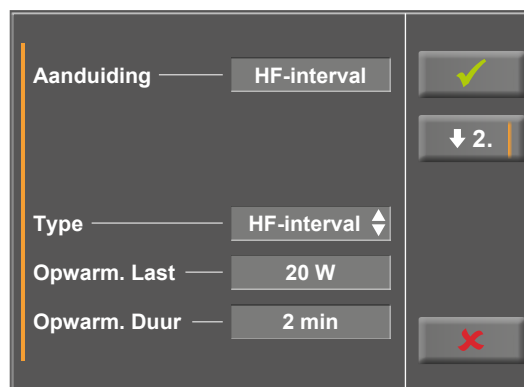 Aanduiding HF-interval
2.
Type HF-interval
Opwarm. Last 20 W
Opwarm. Duur 2 min